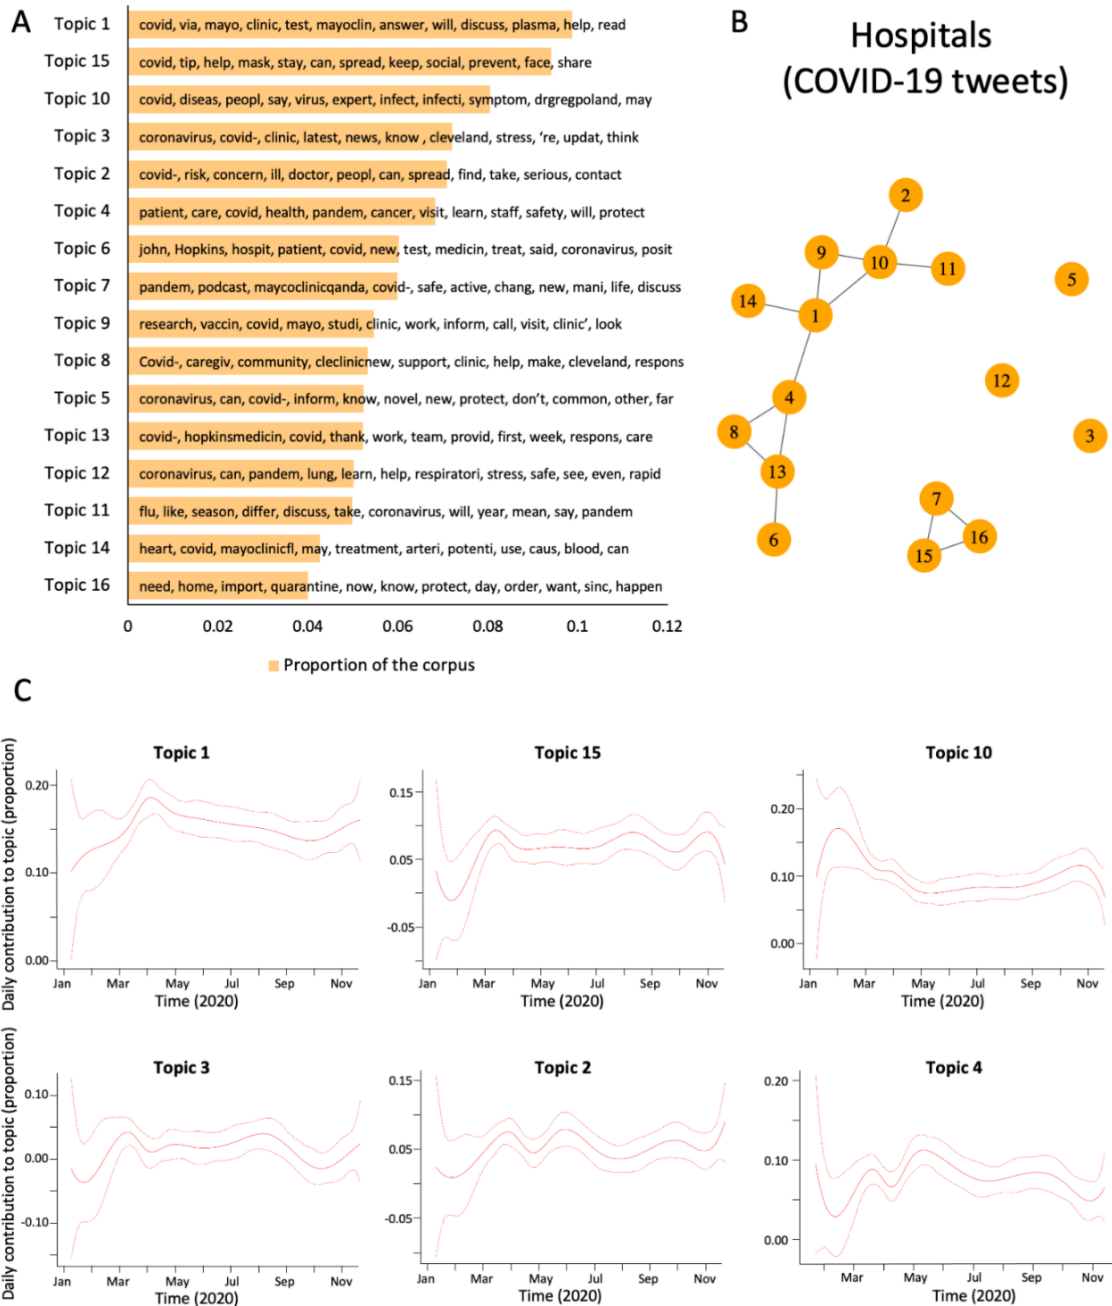 A
Topic 1 covid, via, mayo, clinic, test, mayoclin, answer, will, discuss, plasma, help, read
Topic 15 covid, tip, help, mask, stay, can, spread, keep, social, prevent, face, share
Topic 10 covid, diseas, peopl, say, virus, expert, infect, infecti, symptom, drgregpoland, may
Topic 3 coronavirus, covid-, clinic, latest, news, know , cleveland, stress, ‘re, updat, think
Topic 2 covid-, risk, concern, ill, doctor, peopl, can, spread, find, take, serious, contact
Topic 4 patient, care, covid, health, pandem, cancer, visit, learn, staff, safety, will, protect
Topic 6 john, Hopkins, hospit, patient, covid, new, test, medicin, treat, said, coronavirus, posit
Topic 7 pandem, podcast, maycoclinicqanda, covid-, safe, active, chang, new, mani, life, discuss
Topic 9 research, vaccin, covid, mayo, studi, clinic, work, inform, call, visit, clinic’, look
Topic 8 Covid-, caregiv, community, cleclinicnew, support, clinic, help, make, cleveland, respons
Topic 5 coronavirus, can, covid-, inform, know, novel, new, protect, don’t, common, other, far
Topic 13 covid-, hopkinsmedicin, covid, thank, work, team, provid, first, week, respons, care
Topic 12 coronavirus, can, pandem, lung, learn, help, respiratori, stress, safe, see, even, rapid
Topic 11 flu, like, season, differ, discuss, take, coronavirus, will, year, mean, say, pandem
Topic 14 heart, covid, mayoclinicfl, may, treatment, arteri, potenti, use, caus, blood, can
Topic 16 need, home, import, quarantine, now, know, protect, day, order, want, sinc, happen
0 0.02 0.04 0.06 0.08 0.1 0.12
Proportion of the corpus
B
Hospitals
(COVID-19 tweets)
2
9
10
11
5
14
1
12
4
8
3
13
7
6
16
15
C
Daily contribution to topic (proportion)
Topic 1
0.20
0.10
0.00
Jan Mar May Jul Sep Nov
Time (2020)
Topic 15
0.15
0.05
-0.05
Jan Mar May Jul Sep Nov
Time (2020)
Topic 10
0.20
0.10
0.00
Jan Mar May Jul Sep Nov
Time (2020)
Daily contribution to topic (proportion)
Topic 3
0.10
0.00
-0.10
Jan Mar May Jul Sep Nov
Time (2020)
Topic 2
0.15
0.05
-0.05
Jan Mar May Jul Sep Nov
Time (2020)
Topic 4
0.20
0.10
0.00
Mar May Jul Sep Nov
Time (2020)